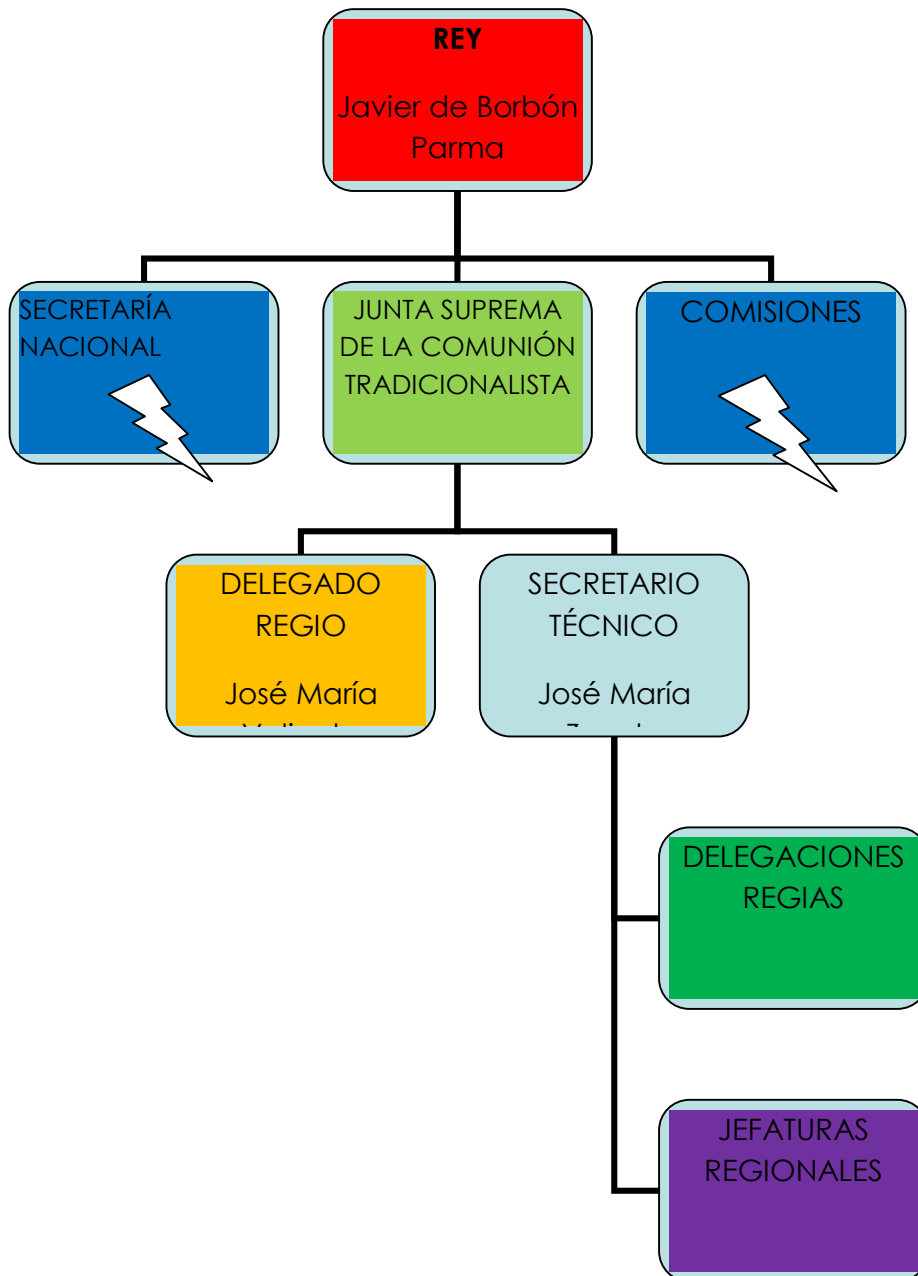 REY
Javier de Borbón
Parma
SECRETARÍA
NACIONAL
JUNTA SUPREMA
DE LA COMUNIÓN
TRADICIONALISTA
COMISIONES
DELEGADO
REGIO
José María
SECRETARIO
TÉCNICO
José María
DELEGACIONES
REGIAS
JEFATURAS
REGIONALES